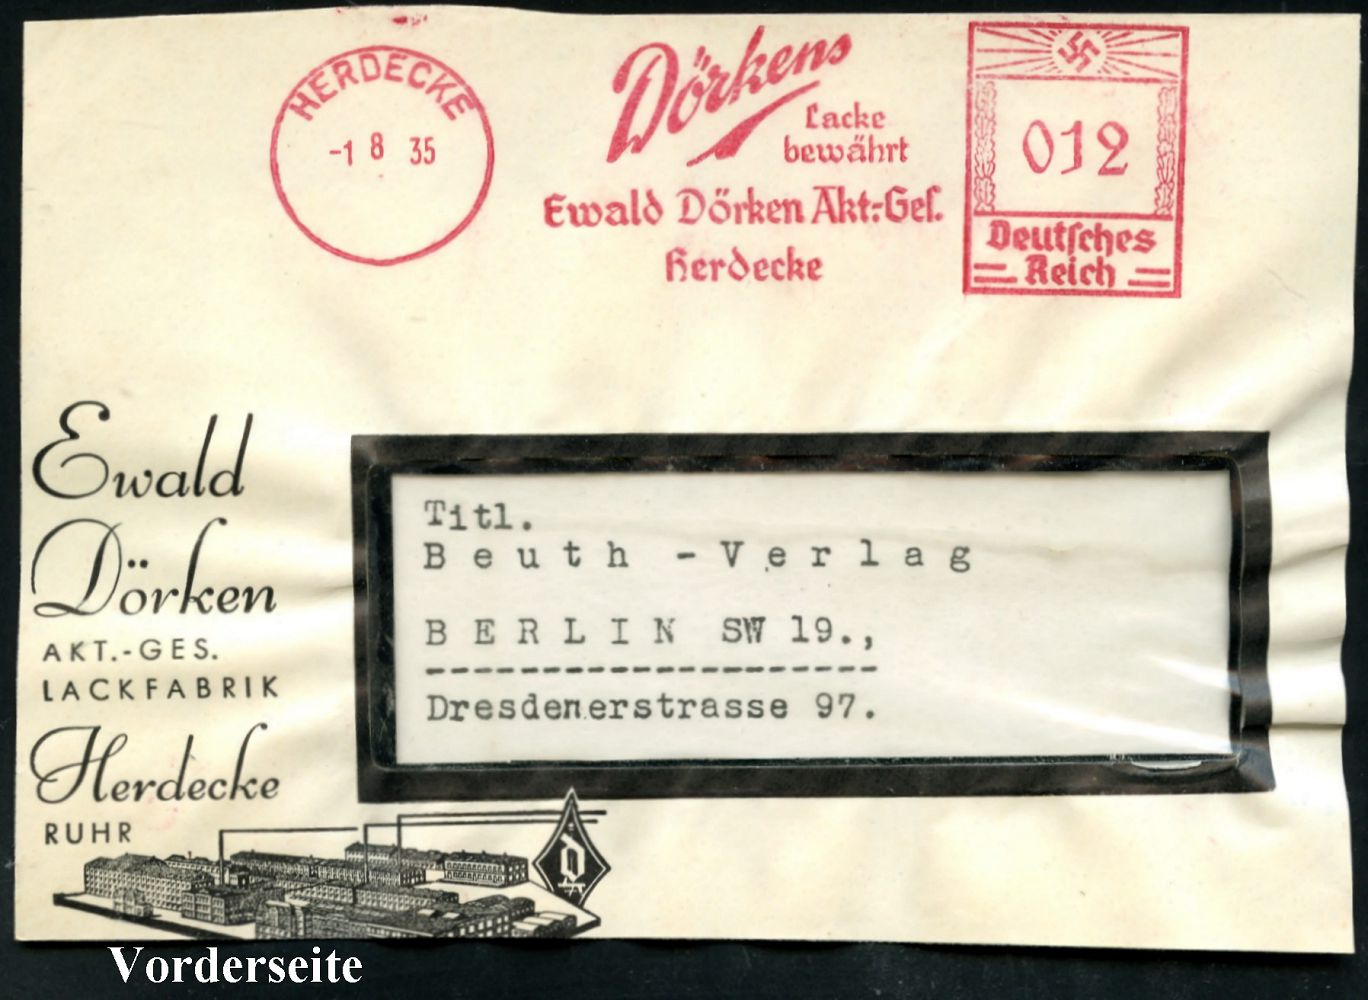 HERDECKE
-1 8 35
Dörkens
Lacke
bewährt
Ewald Dörken Akt.-Ges.
Herdecke
012
Deutsches
Reich
Ewald
Dörken
AKT.-GES.
LACKFABRIK
Herdecke
RUHR
Titl.
Beuth - Verlag
BERLIN SW 19.,
--------------------
Dresdenerstrasse 97.
D
Vorderseite